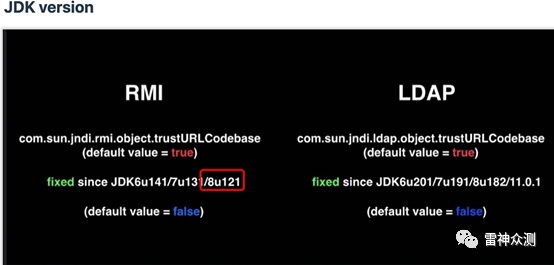 JDK version
RMI
com.sun.jndi.rmi.object.trustURLCodebase
(default value = true)
fixed since JDK6u141/7u131/8u121
(default value = false)
LDAP
com.sun.jndi.ldap.object.trustURLCodebase
(default value = true)
fixed since JDK6u201/7u191/8u182/11.0.1
(default value = false)
雷神众测